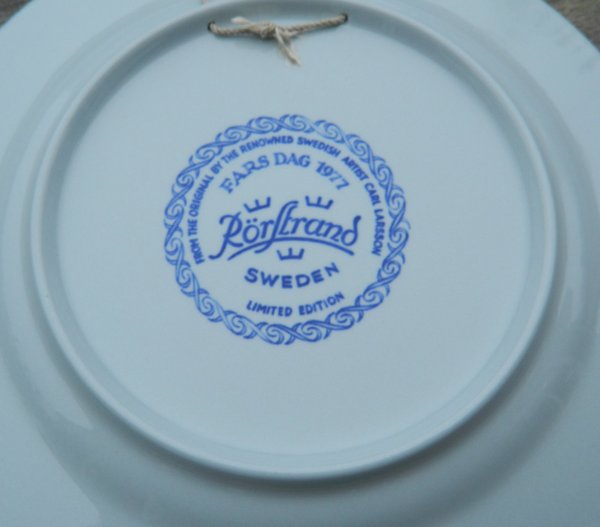 FROM THE ORIGINAL BY THE RENOWNED SWEDISH ARTIST CARL LARSSON
FARS DAG 1977
Rörstrand
SWEDEN
LIMITED EDITION